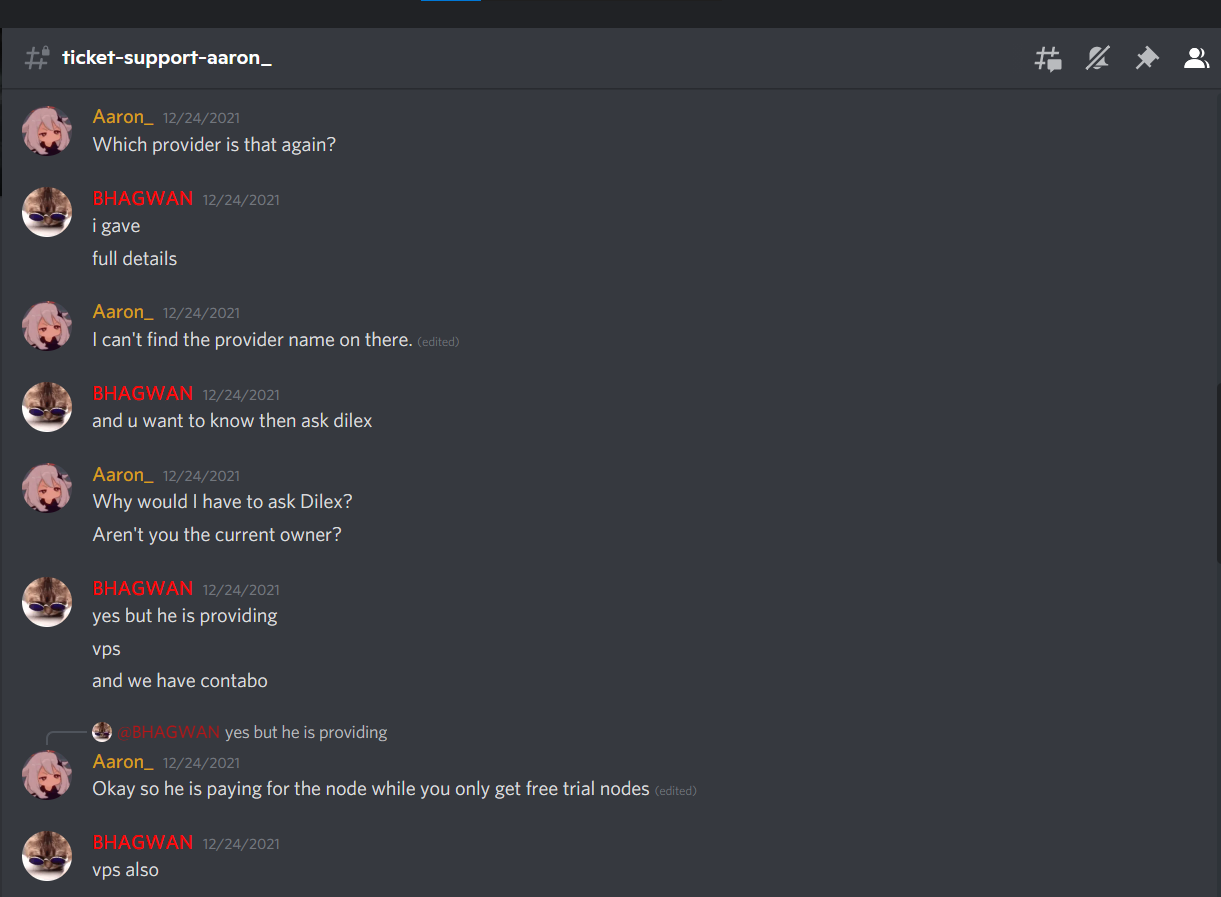 ticket-support-aaron_
Aaron_ 12/24/2021
Which provider is that again?
BHAGWAN 12/24/2021
i gave
full details
Aaron_ 12/24/2021
I can't find the provider name on there. (edited)
BHAGWAN 12/24/2021
and u want to know then ask dilex
Aaron_ 12/24/2021
Why would I have to ask Dilex?
Aren't you the current owner?
BHAGWAN 12/24/2021
yes but he is providing
vps
and we have contabo
@BHAGWAN yes but he is providing
Aaron_ 12/24/2021
Okay so he is paying for the node while you only get free trial nodes (edited)
BHAGWAN 12/24/2021
vps also